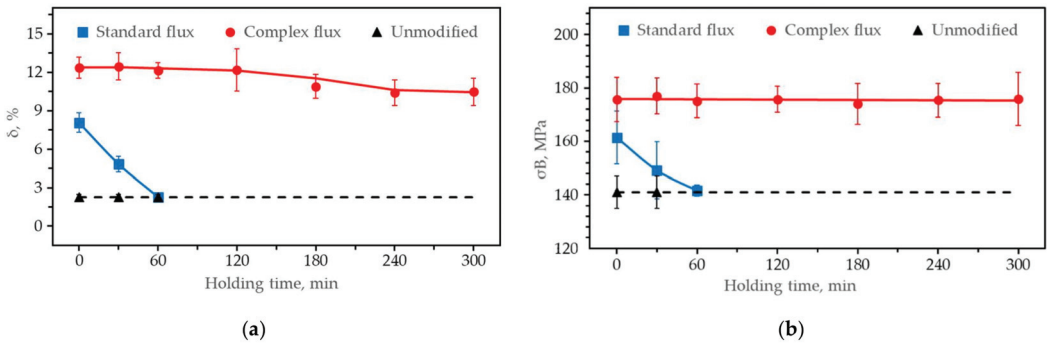 Standard flux Complex flux Unmodified
15
12
9
6
3
0
δ, %
0 60 120 180 240 300
Holding time, min
(a)
Standard flux Complex flux Unmodified
200
180
160
140
120
σB, MPa
0 60 120 180 240 300
Holding time, min
(b)